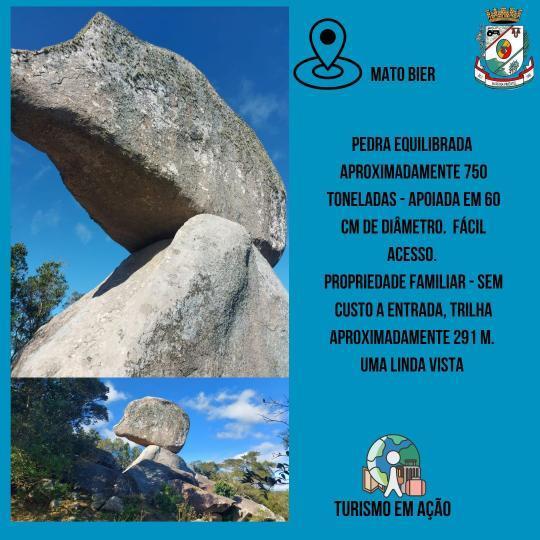 MATO BIER
PEDRA EQUILIBRADA
APROXIMADAMENTE 750
TONELADAS - APOIADA EM 60
CM DE DIÂMETRO. FÁCIL
ACESSO.
PROPRIEDADE FAMILIAR - SEM
CUSTO A ENTRADA, TRILHA
APROXIMADAMENTE 291 M.
UMA LINDA VISTA
TURISMO EM AÇÃO